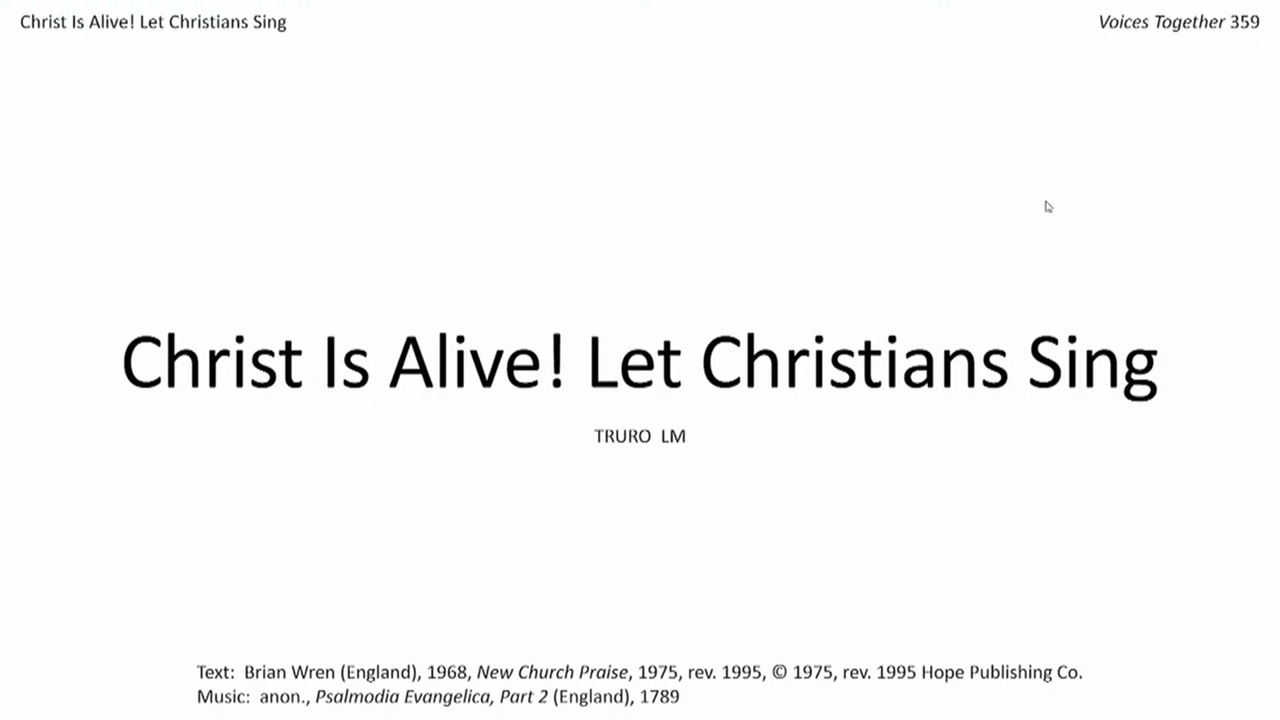 Christ Is Alive! Let Christians Sing
Voices Together 359
Christ Is Alive! Let Christians Sing
TRURO LM
Text: Brian Wren (England), 1968, New Church Praise, 1975, rev. 1995, © 1975, rev. 1995 Hope Publishing Co.
Music: anon., Psalmodia Evangelica, Part 2 (England), 1789